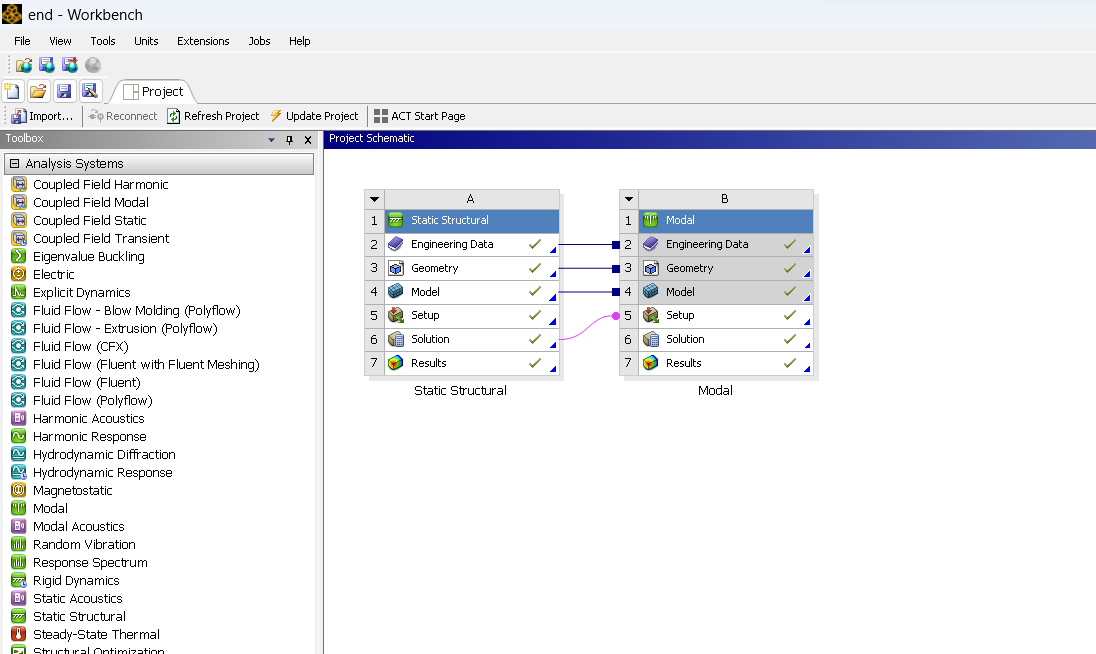 end - Workbench
File View Tools Units Extensions Jobs Help
Project
Import... Reconnect Refresh Project Update Project ACT Start Page
Toolbox
Project Schematic
Analysis Systems
Coupled Field Harmonic
Coupled Field Modal
Coupled Field Static
Coupled Field Transient
Eigenvalue Buckling
Electric
Explicit Dynamics
Fluid Flow - Blow Molding (Polyflow)
Fluid Flow - Extrusion (Polyflow)
Fluid Flow (CFX)
Fluid Flow (Fluent with Fluent Meshing)
Fluid Flow (Fluent)
Fluid Flow (Polyflow)
Harmonic Acoustics
Harmonic Response
Hydrodynamic Diffraction
Hydrodynamic Response
Magnetostatic
Modal
Modal Acoustics
Random Vibration
Response Spectrum
Rigid Dynamics
Static Acoustics
Static Structural
Steady-State Thermal
Structural Optimization
A
1 Static Structural
2 Engineering Data
3 Geometry
4 Model
5 Setup
6 Solution
7 Results
Static Structural
B
1 Modal
2 Engineering Data
3 Geometry
4 Model
5 Setup
6 Solution
7 Results
Modal